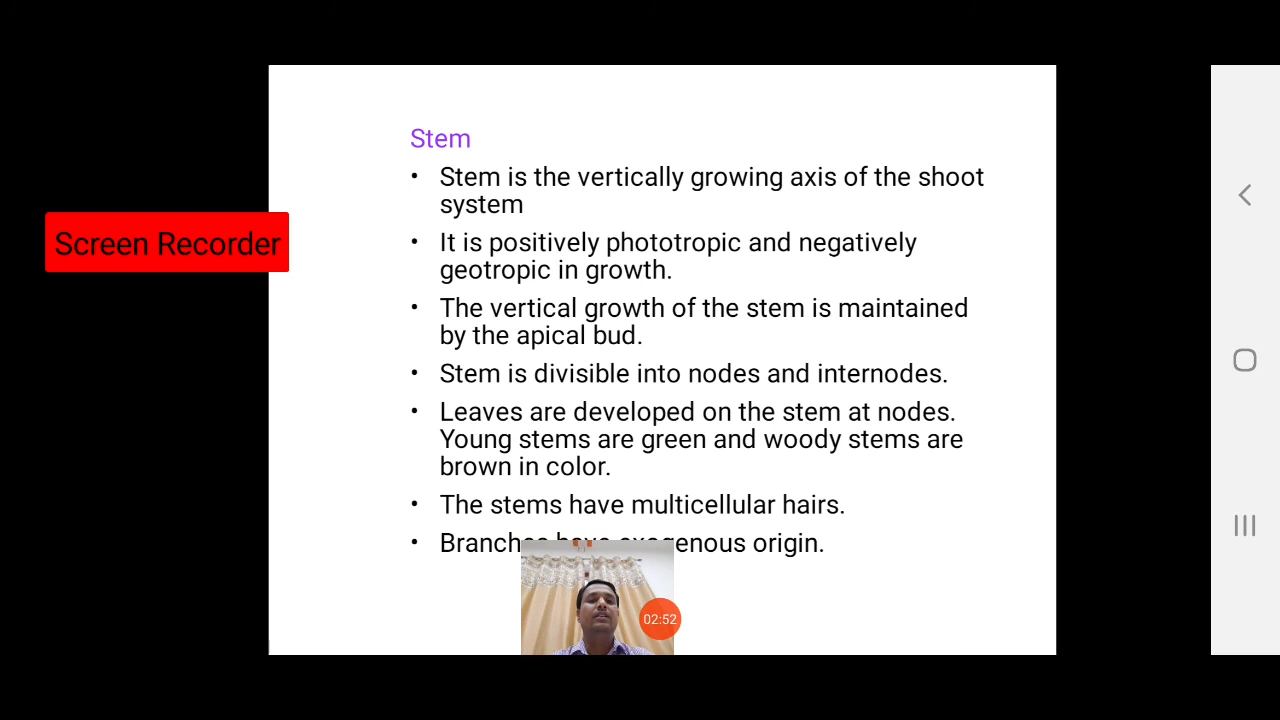 Stem
• Stem is the vertically growing axis of the shoot
system
• It is positively phototropic and negatively
geotropic in growth.
Screen Recorder
• The vertical growth of the stem is maintained
by the apical bud.
• Stem is divisible into nodes and internodes.
• Leaves are developed on the stem at nodes.
Young stems are green and woody stems are
brown in color.
• The stems have multicellular hairs.
• Branches have exogenous origin.
02:52